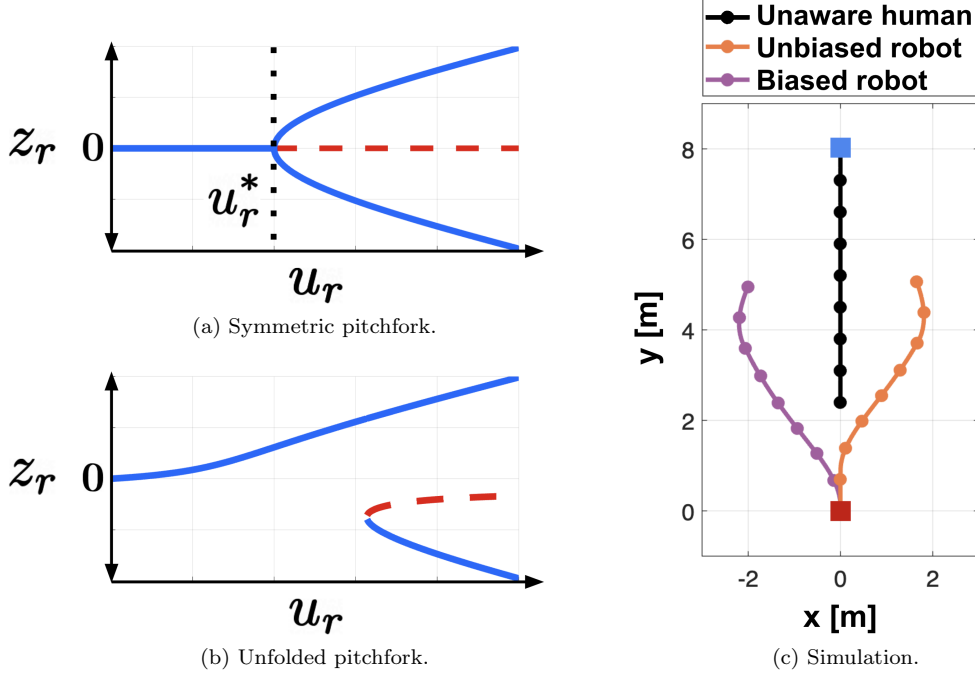 z_r 0
u_r^*
u_r
(a) Symmetric pitchfork.
z_r 0
u_r
(b) Unfolded pitchfork.
Unaware human
Unbiased robot
Biased robot
8
6
4
2
0
-2 0 2
y [m]
x [m]
(c) Simulation.